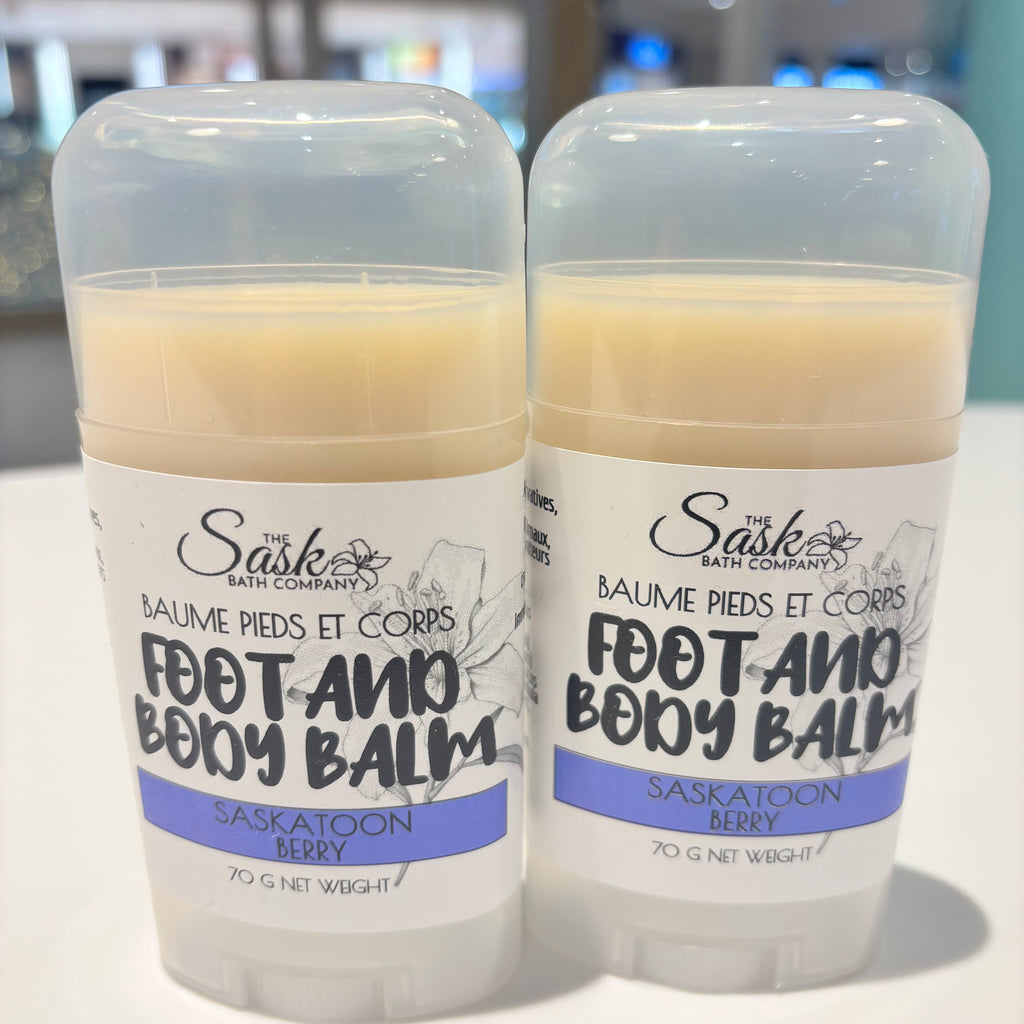 THE
Sask
BATH COMPANY
BAUME PIEDS ET CORPS
FOOT AND
BODY BALM
SASKATOON
BERRY
70 G NET WEIGHT
THE
Sask
BATH COMPANY
BAUME PIEDS ET CORPS
FOOT AND
BODY BALM
SASKATOON
BERRY
70 G NET WEIGHT